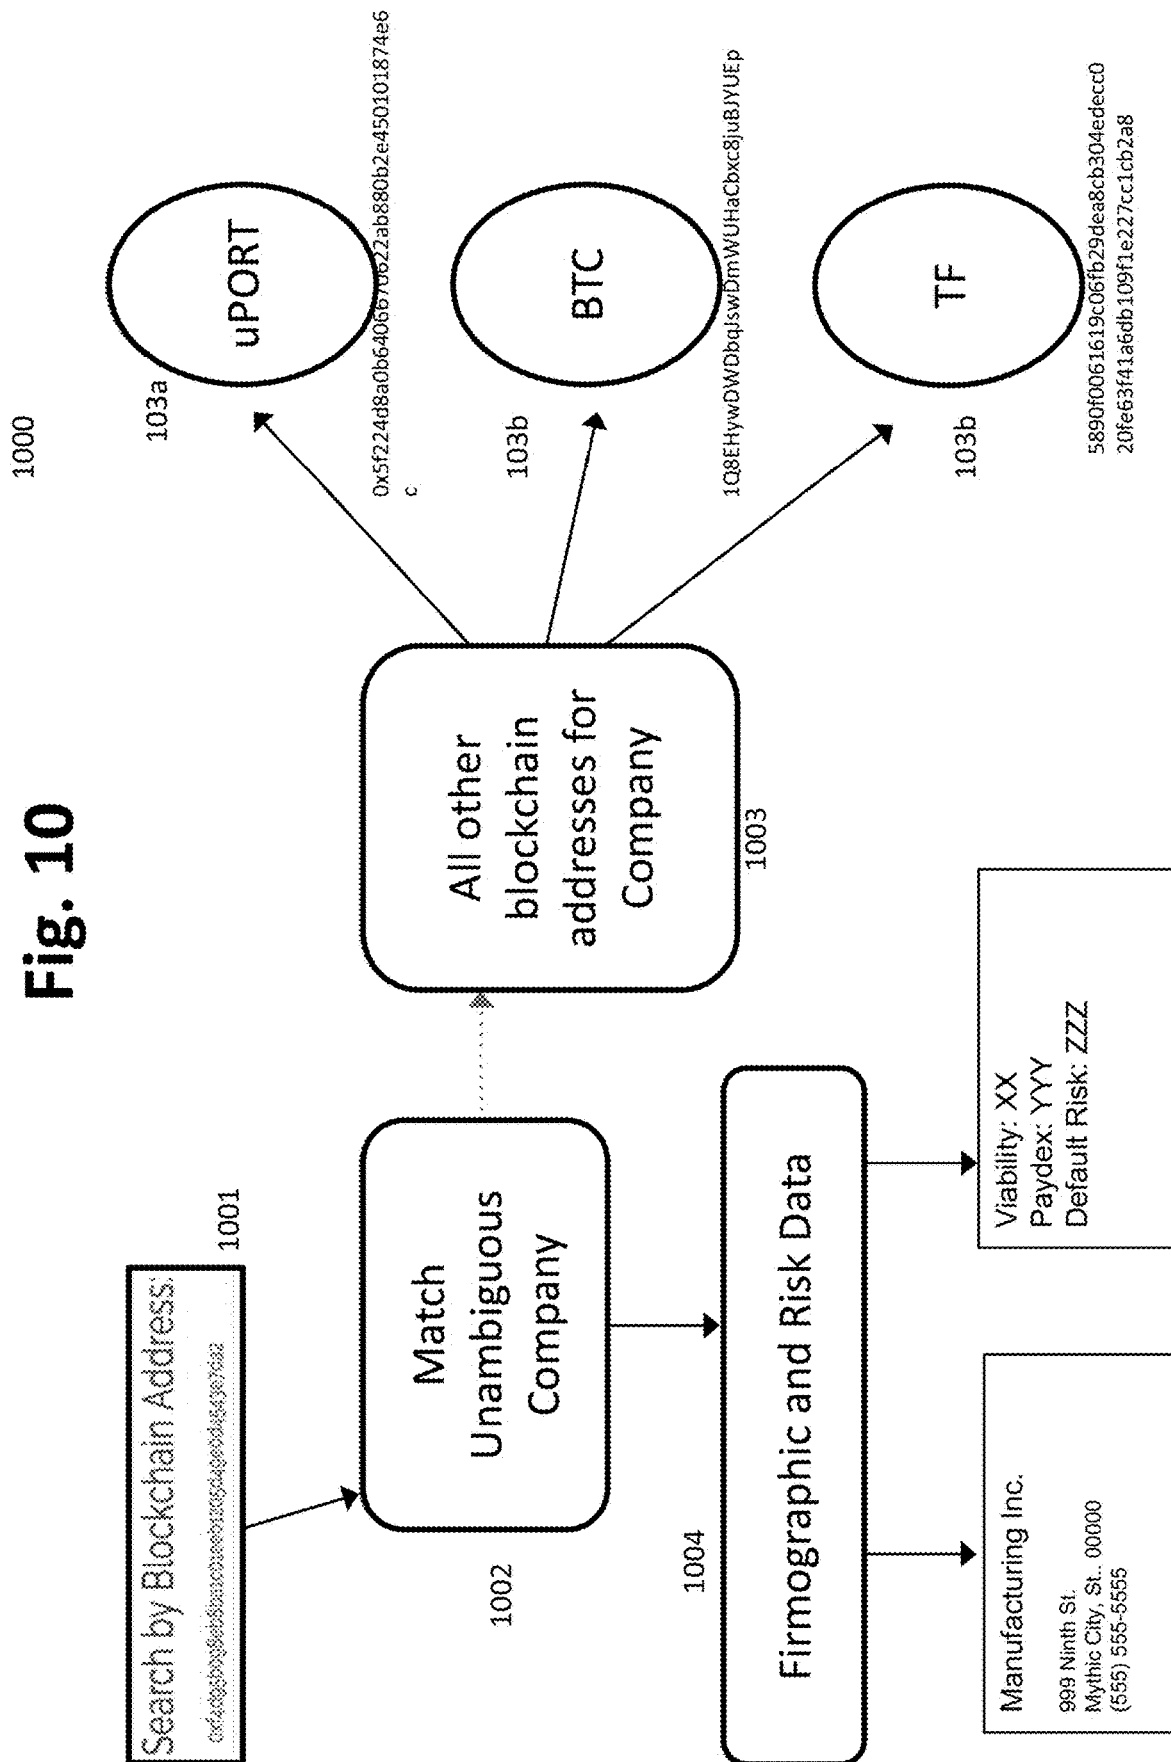 Fig. 10
1000
Search by Blockchain Address:
1001
Match
Unambiguous
Company
1002
All other
blockchain
addresses for
Company
1003
103a
uPORT
c
103b
BTC
1Q8EHywDWDbqJswDmWUHaCbxc8juBJYUEp
103b
TF
5890f0061619c06fb29dea8cb304edecc0
20fe63f41a6db109f1e227cc1cb2a8
1004
Firmographic and Risk Data
Manufacturing Inc.
999 Ninth St.
Mythic City, St.. 00000
(555) 555-5555
Viability: XX
Paydex: YYY
Default Risk: ZZZ